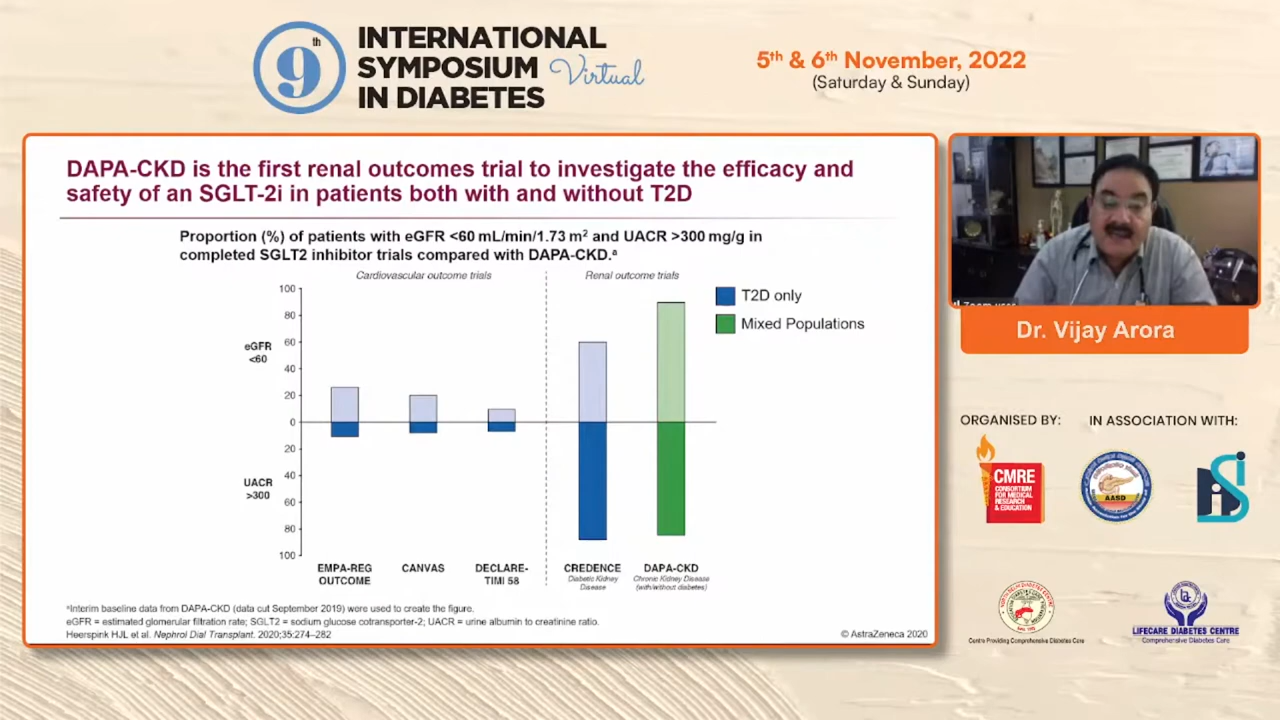 9th
INTERNATIONAL
SYMPOSIUM Virtual
IN DIABETES
5th & 6th November, 2022
(Saturday & Sunday)
DAPA-CKD is the first renal outcomes trial to investigate the efficacy and
safety of an SGLT-2i in patients both with and without T2D
Proportion (%) of patients with eGFR <60 mL/min/1.73 m² and UACR >300 mg/g in
completed SGLT2 inhibitor trials compared with DAPA-CKD.ᵃ
Cardiovascular outcome trials
Renal outcome trials
T2D only
Mixed Populations
eGFR
<60
UACR
>300
100
80
60
40
20
0
20
40
60
80
100
EMPA-REG
OUTCOME
CANVAS
DECLARE-
TIMI 58
CREDENCE
Diabetic Kidney
Disease
DAPA-CKD
Chronic Kidney Disease
(with/without diabetes)
ᵃInterim baseline data from DAPA-CKD (data cut September 2019) were used to create the figure.
eGFR = estimated glomerular filtration rate; SGLT2 = sodium glucose cotransporter-2; UACR = urine albumin to creatinine ratio.
Heerspink HJL et al. Nephrol Dial Transplant. 2020;35:274–282
© AstraZeneca 2020
Zoom user
Dr. Vijay Arora
ORGANISED BY:
IN ASSOCIATION WITH:
CMRE
CONSORTIUM
FOR MEDICAL
RESEARCH
& EDUCATION
AASD
Centre Providing Comprehensive Diabetes Care
LIFECARE DIABETES CENTRE
Comprehensive Diabetes Care